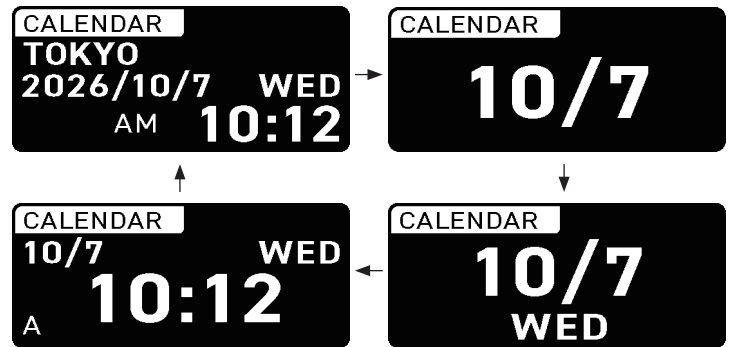 CALENDAR
TOKYO
2026/10/7 WED
AM 10:12
CALENDAR
10/7
CALENDAR
10/7
WED
CALENDAR
10/7 WED
10:12
A